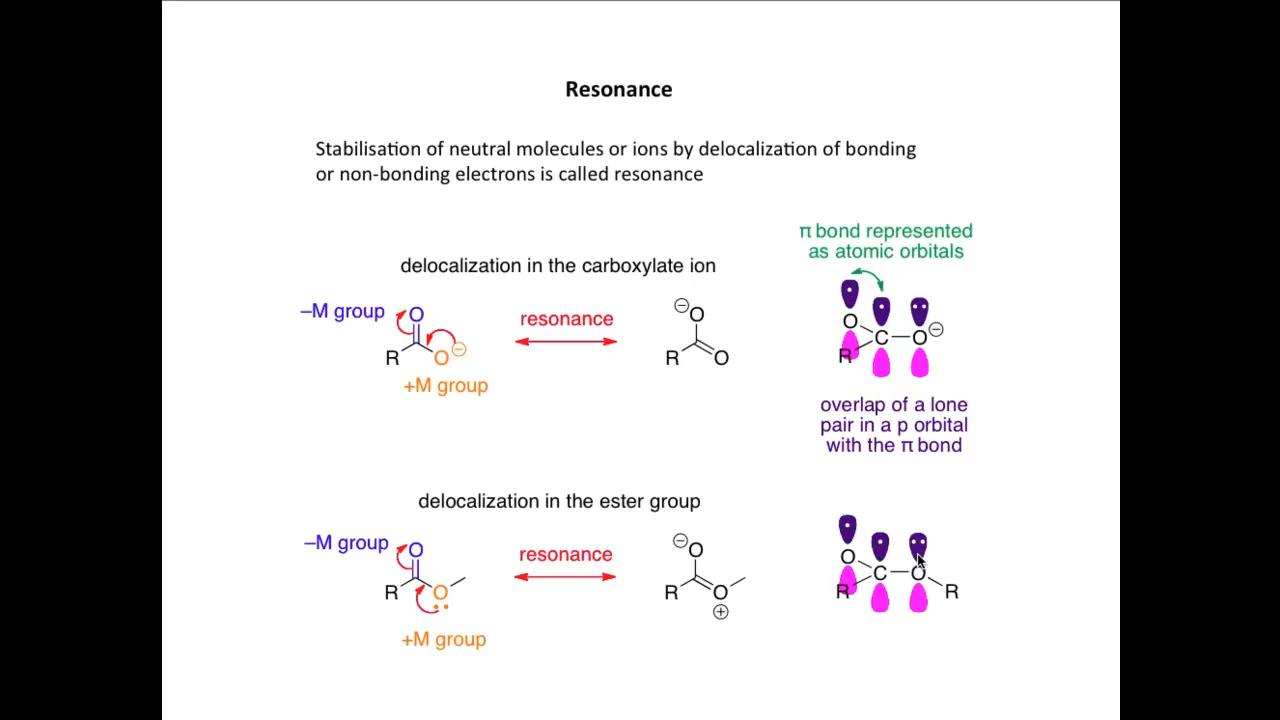 Resonance
Stabilisation of neutral molecules or ions by delocalization of bonding
or non-bonding electrons is called resonance
π bond represented
as atomic orbitals
delocalization in the carboxylate ion
–M group
O
R
O
–
+M group
resonance
–
O
R
O
O
C
O
–
R
overlap of a lone
pair in a p orbital
with the π bond
delocalization in the ester group
–M group
O
R
O
+M group
resonance
–
O
R
O
+
O
C
O
R
R